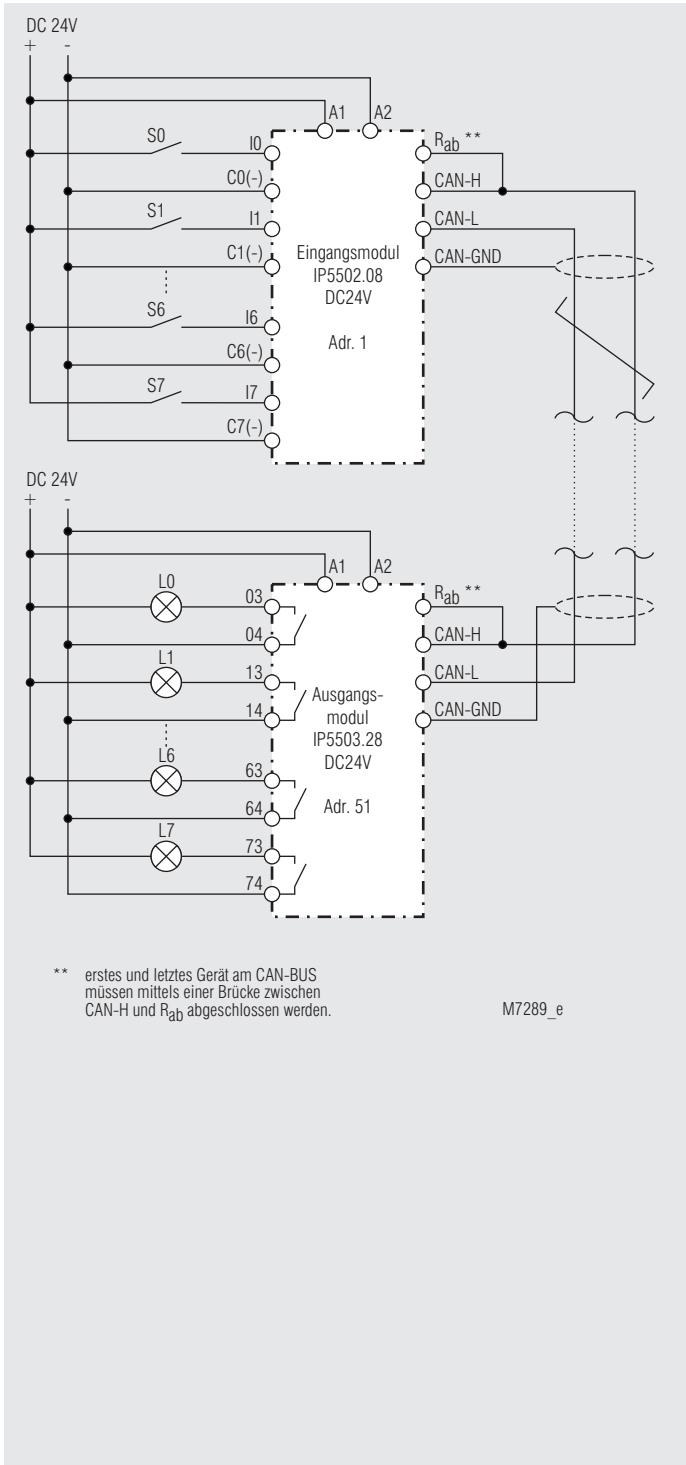 DC 24V
+ -
A1 A2
S0 I0
C0(-)
S1 I1
C1(-)
S6 I6
C6(-)
S7 I7
C7(-)
Eingangsmodul
IP5502.08
DC24V
Adr. 1
Rab **
CAN-H
CAN-L
CAN-GND
DC 24V
+ -
A1 A2
L0 03
04
L1 13
14
L6 63
64
L7 73
74
Ausgangs-
modul
IP5503.28
DC24V
Adr. 51
Rab **
CAN-H
CAN-L
CAN-GND
** erstes und letztes Gerät am CAN-BUS
müssen mittels einer Brücke zwischen
CAN-H und Rab abgeschlossen werden.
M7289_e